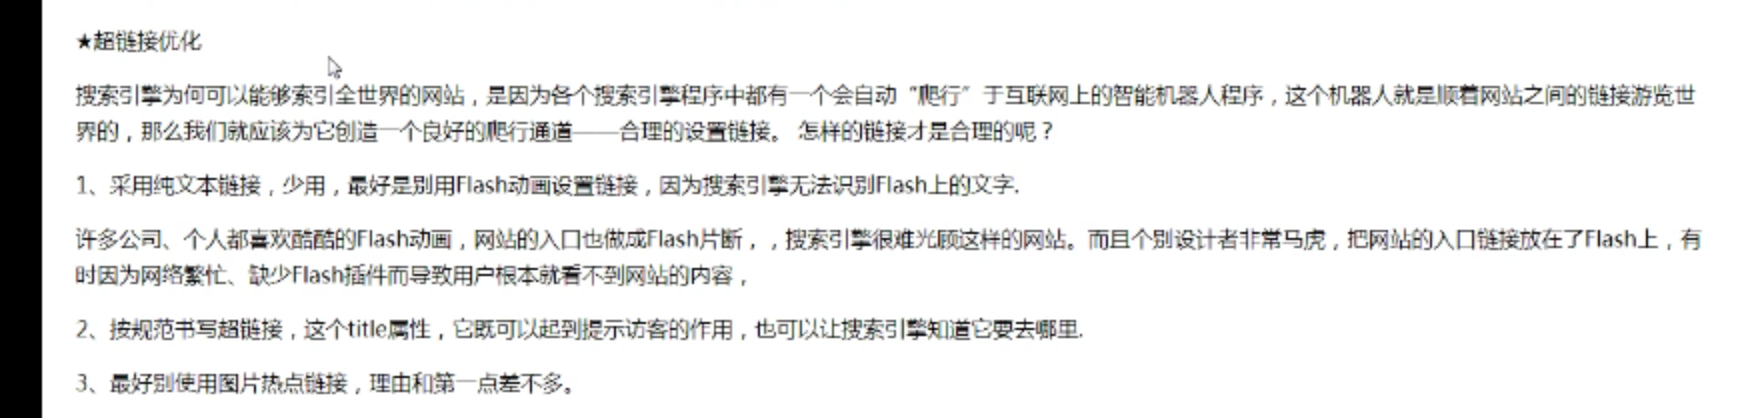 ★超链接优化
搜索引擎为何可以能够索引全世界的网站，是因为各个搜索引擎程序中都有一个会自动“爬行”于互联网上的智能机器人程序，这个机器人就是顺着网站之间的链接游览世
界的，那么我们就应该为它创造一个良好的爬行通道——合理的设置链接。 怎样的链接才是合理的呢？
1、采用纯文本链接，少用，最好是别用Flash动画设置链接，因为搜索引擎无法识别Flash上的文字.
许多公司、个人都喜欢酷酷的Flash动画，网站的入口也做成Flash片断，，搜索引擎很难光顾这样的网站。而且个别设计者非常马虎，把网站的入口链接放在了Flash上，有
时因为网络繁忙、缺少Flash插件而导致用户根本就看不到网站的内容，
2、按规范书写超链接，这个title属性，它既可以起到提示访客的作用，也可以让搜索引擎知道它要去哪里.
3、最好别使用图片热点链接，理由和第一点差不多。